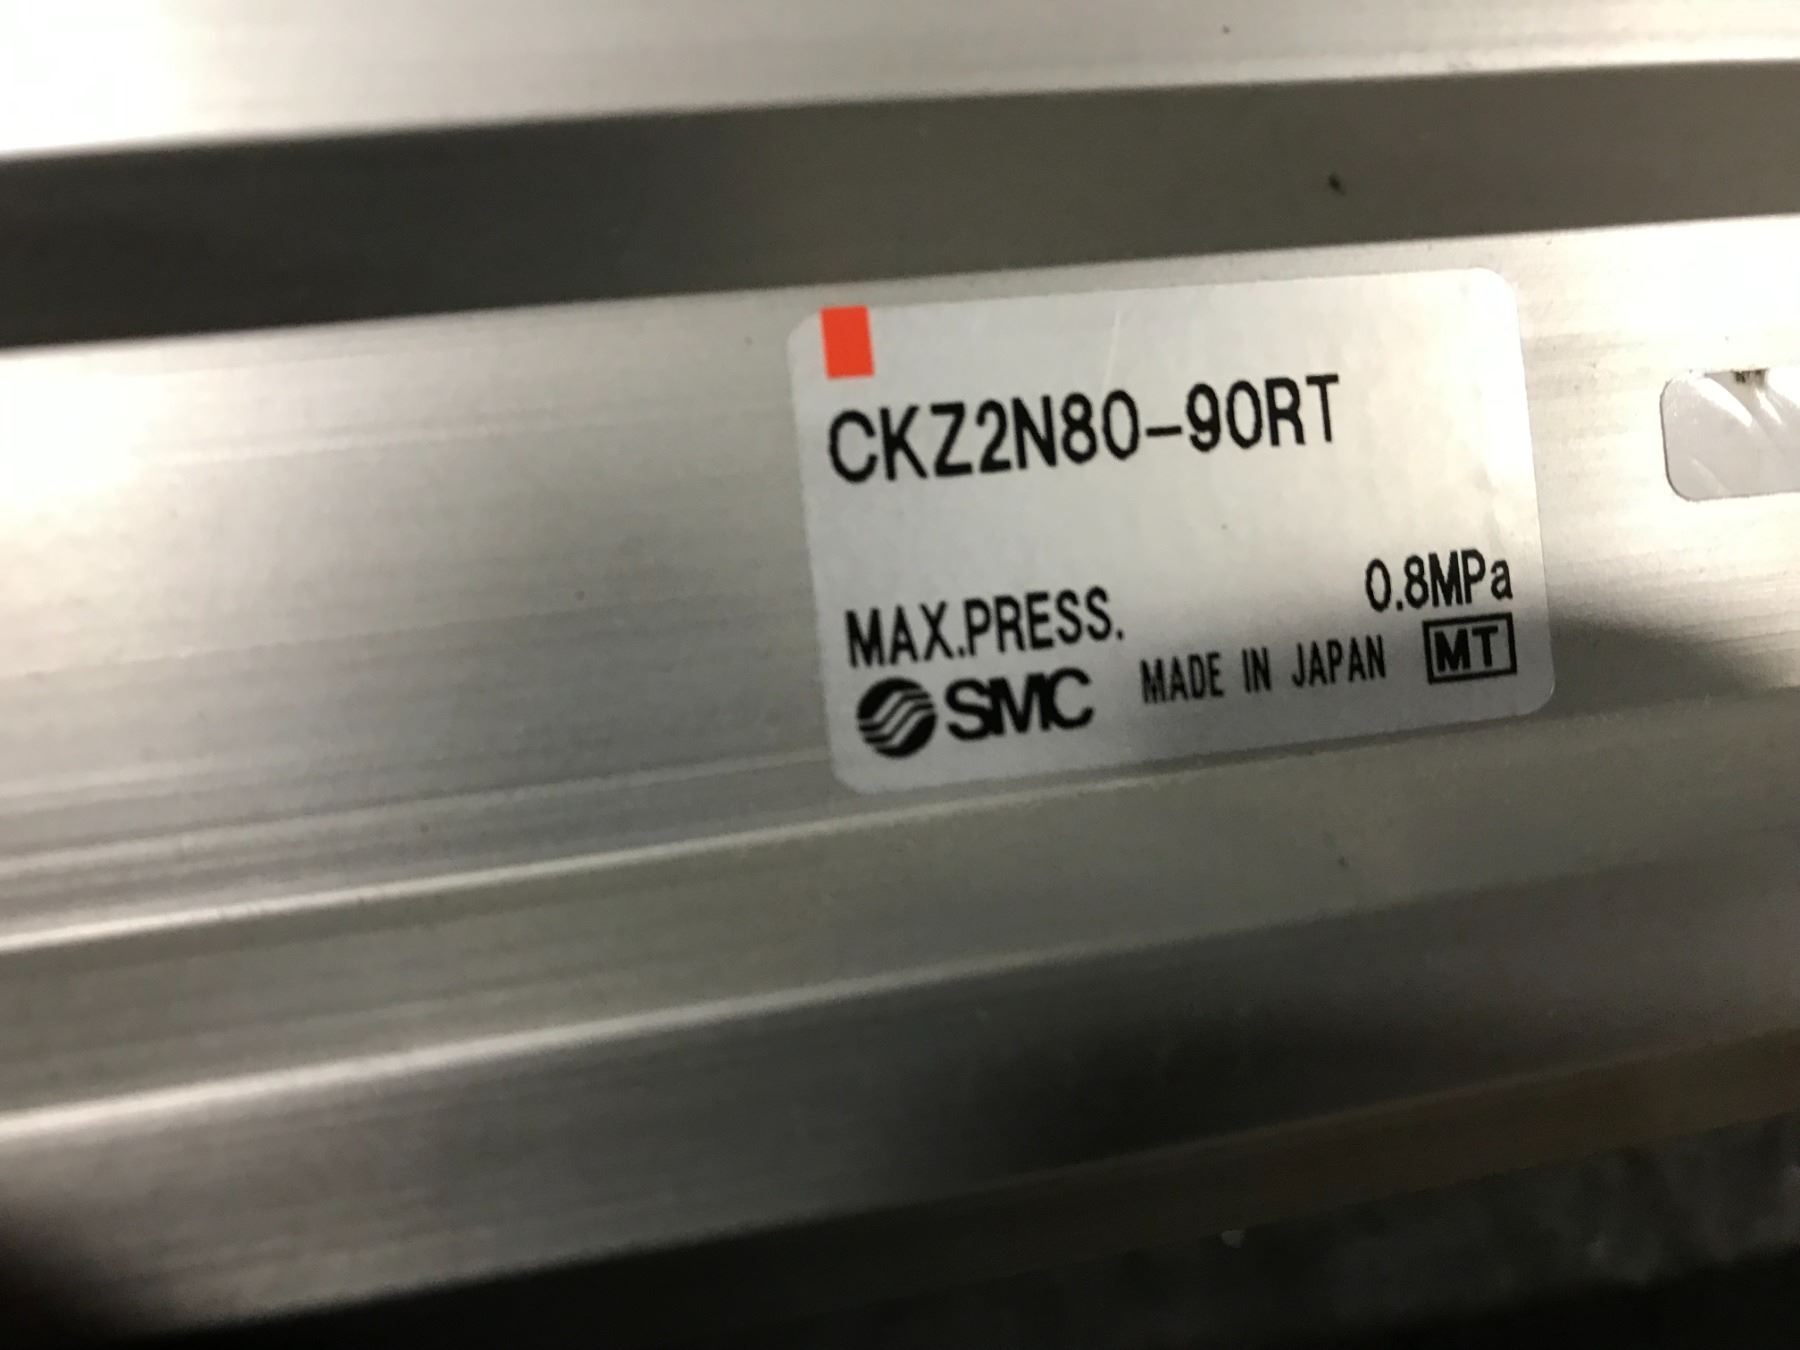 CKZ2N80-90RT
MAX.PRESS. 0.8MPa
SMC MADE IN JAPAN MT